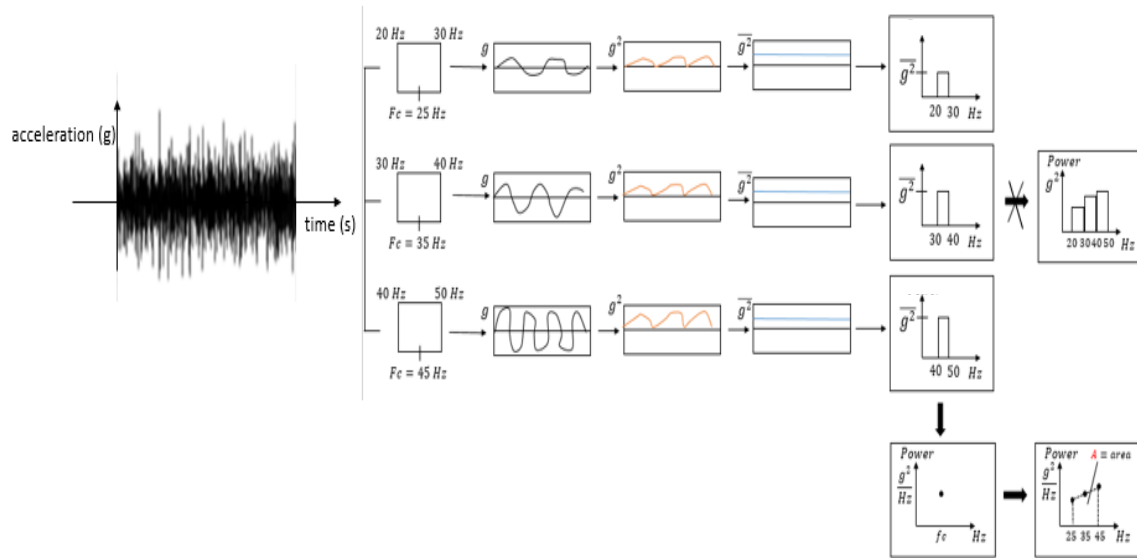 acceleration (g)
time (s)
20 Hz 30 Hz
Fc = 25 Hz
g
g²
g²̅
g²̅
20 30 Hz
30 Hz 40 Hz
Fc = 35 Hz
g
g²
g²̅
g²̅
30 40 Hz
Power
g²
20 30 40 50 Hz
40 Hz 50 Hz
Fc = 45 Hz
g
g²
g²̅
g²̅
40 50 Hz
Power
g²
Hz
fc Hz
Power A = area
g²
Hz
25 35 45 Hz